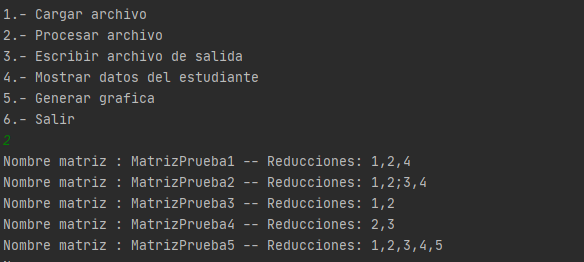 1.- Cargar archivo
2.- Procesar archivo
3.- Escribir archivo de salida
4.- Mostrar datos del estudiante
5.- Generar grafica
6.- Salir
2
Nombre matriz : MatrizPrueba1 -- Reducciones: 1,2,4
Nombre matriz : MatrizPrueba2 -- Reducciones: 1,2;3,4
Nombre matriz : MatrizPrueba3 -- Reducciones: 1,2
Nombre matriz : MatrizPrueba4 -- Reducciones: 2,3
Nombre matriz : MatrizPrueba5 -- Reducciones: 1,2,3,4,5